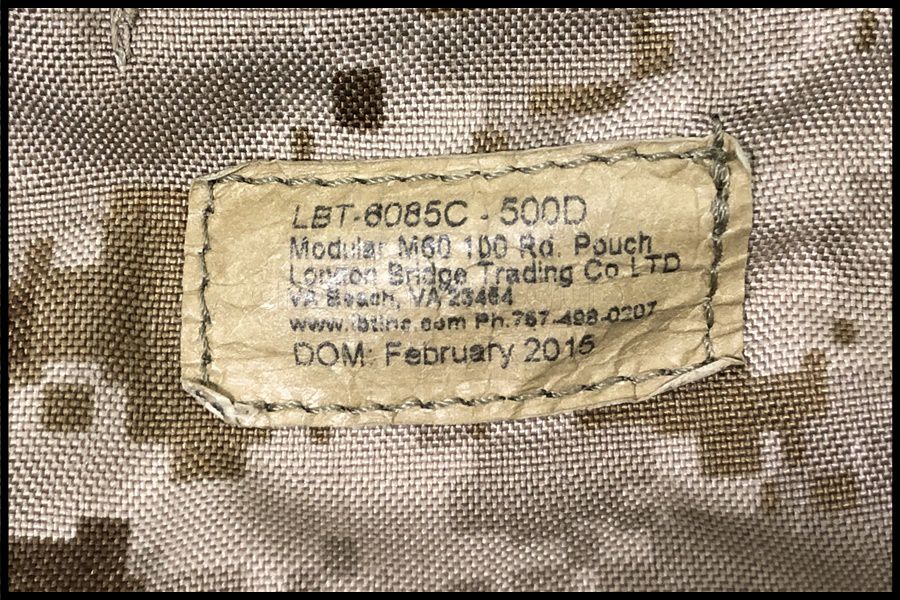 LBT-6085C - 500D
Modular M60 100 Rd. Pouch
London Bridge Trading Co LTD
VA Beach, VA 23464
www.lbtinc.com Ph.757-498-0207
DOM: February 2015